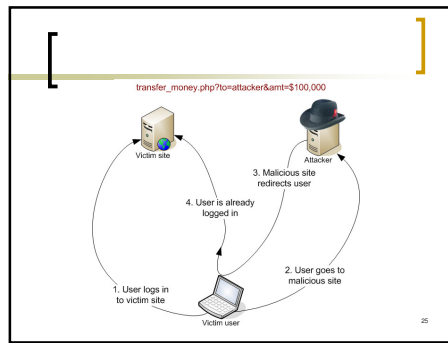 transfer_money.php?to=attacker&amt=$100,000
Victim site
Attacker
3. Malicious site
redirects user
4. User is already
logged in
1. User logs in
to victim site
2. User goes to
malicious site
Victim user
25